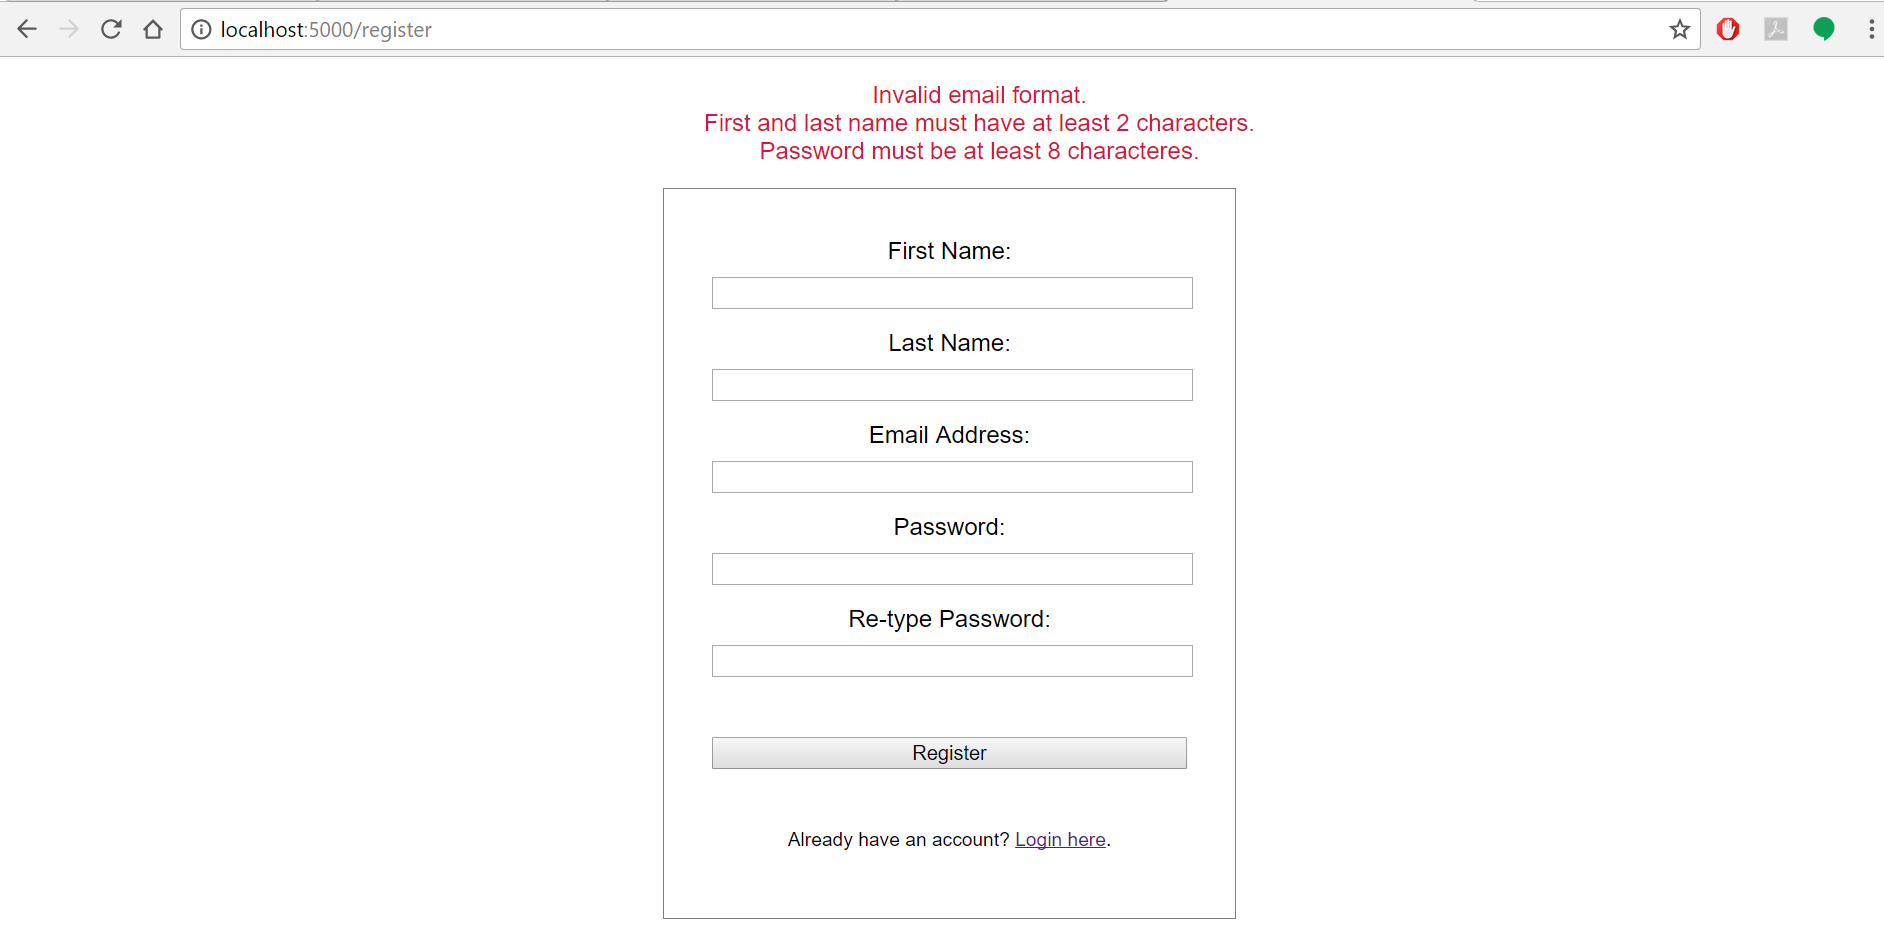 localhost:5000/register
Invalid email format.
First and last name must have at least 2 characters.
Password must be at least 8 characteres.
First Name:
Last Name:
Email Address:
Password:
Re-type Password:
Register
Already have an account? Login here.